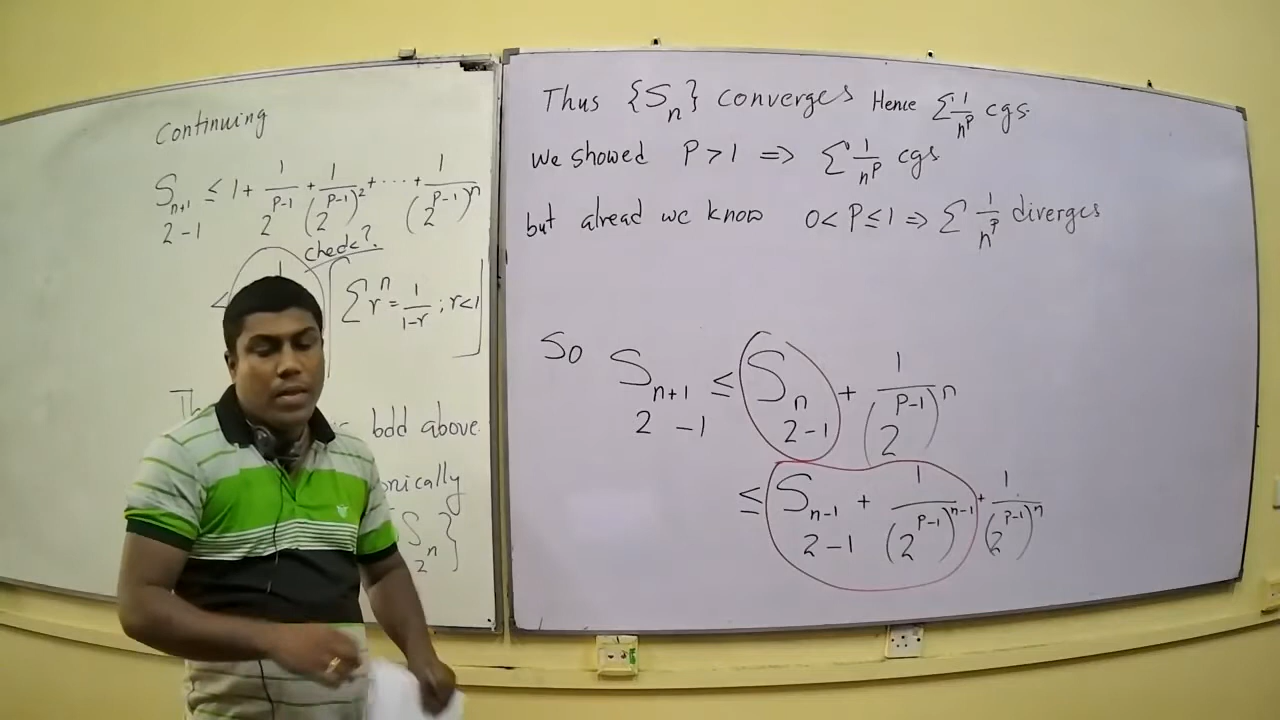 Continuing
S_{2^{n+1}-1} ≤ 1 + 1/2^{P-1} + 1/(2^{P-1})^2 + ... + 1/(2^{P-1})^n
check?
< 1 [ Σ r^n = 1/(1-r) ; r<1 ]
bdd above
{S_{2^n}}
Thus {S_n} converges Hence Σ 1/n^P cgs.
We showed P > 1 ⇒ Σ 1/n^P cgs
but alread we know 0 < P ≤ 1 ⇒ Σ 1/n^P diverges
So S_{2^{n+1}-1} ≤ S_{2^n-1} + 1/(2^{P-1})^n
≤ S_{2^{n-1}-1} + 1/(2^{P-1})^{n-1} + 1/(2^{P-1})^n